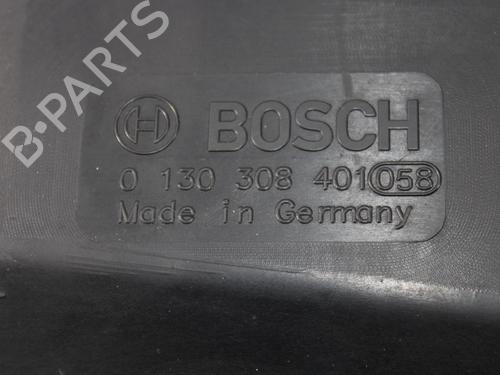 B-PARTS
BOSCH
0 130 308 401 058
Made in Germany